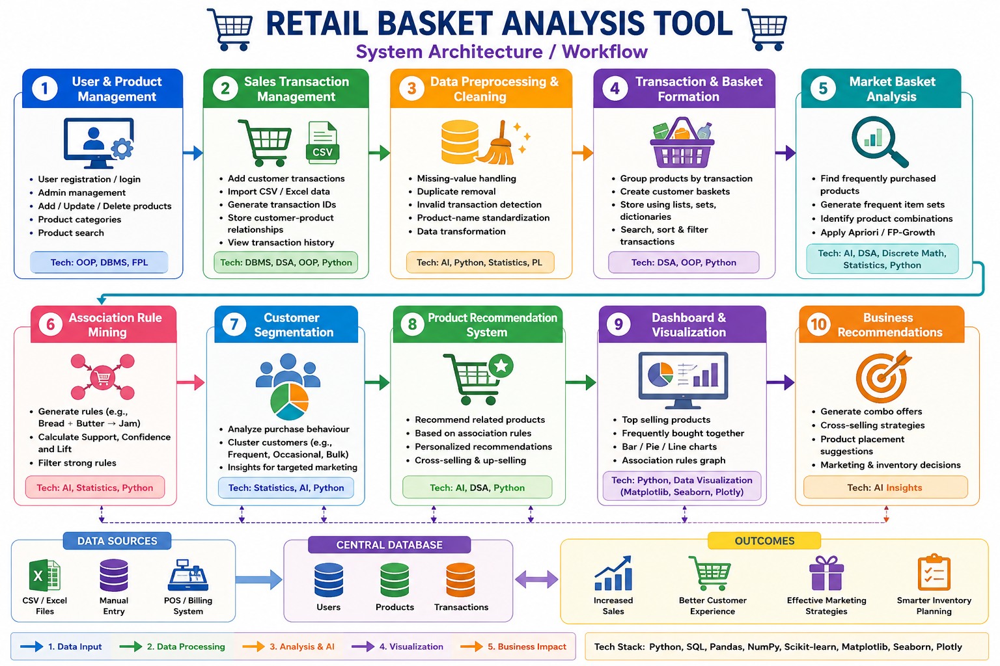 RETAIL BASKET ANALYSIS TOOL
System Architecture / Workflow
1
User & Product
Management
• User registration / login
• Admin management
• Add / Update / Delete products
• Product categories
• Product search
Tech: OOP, DBMS, FPL
2
Sales Transaction
Management
CSV
• Add customer transactions
• Import CSV / Excel data
• Generate transaction IDs
• Store customer-product
relationships
• View transaction history
Tech: DBMS, DSA, OOP, Python
3
Data Preprocessing &
Cleaning
• Missing-value handling
• Duplicate removal
• Invalid transaction detection
• Product-name standardization
• Data transformation
Tech: AI, Python, Statistics, PL
4
Transaction & Basket
Formation
• Group products by transaction
• Create customer baskets
• Store using lists, sets,
dictionaries
• Search, sort & filter
transactions
Tech: DSA, OOP, Python
5
Market Basket
Analysis
• Find frequently purchased
products
• Generate frequent item sets
• Identify product combinations
• Apply Apriori / FP-Growth
Tech: AI, DSA, Discrete Math,
Statistics, Python
6
Association Rule
Mining
• Generate rules (e.g.,
Bread + Butter → Jam)
• Calculate Support, Confidence
and Lift
• Filter strong rules
Tech: AI, Statistics, Python
7
Customer
Segmentation
• Analyze purchase behaviour
• Cluster customers (e.g.,
Frequent, Occasional, Bulk)
• Insights for targeted marketing
Tech: Statistics, AI, Python
8
Product Recommendation
System
• Recommend related products
• Based on association rules
• Personalized recommendations
• Cross-selling & up-selling
Tech: AI, DSA, Python
9
Dashboard &
Visualization
• Top selling products
• Frequently bought together
• Bar / Pie / Line charts
• Association rules graph
Tech: Python, Data Visualization
(Matplotlib, Seaborn, Plotly)
10
Business
Recommendations
• Generate combo offers
• Cross-selling strategies
• Product placement
suggestions
• Marketing & inventory decisions
Tech: AI Insights
DATA SOURCES
X
CSV / Excel
Files
Manual
Entry
POS / Billing
System
CENTRAL DATABASE
Users
Products
Transactions
OUTCOMES
Increased
Sales
Better Customer
Experience
Effective Marketing
Strategies
Smarter Inventory
Planning
1. Data Input
2. Data Processing
3. Analysis & AI
4. Visualization
5. Business Impact
Tech Stack: Python, SQL, Pandas, NumPy, Scikit-learn, Matplotlib, Seaborn, Plotly